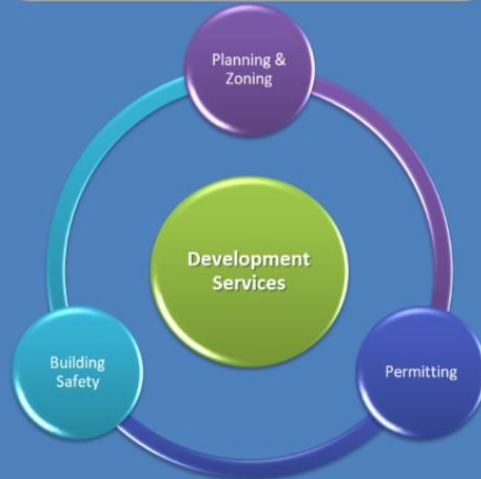 Planning &
Zoning
Development
Services
Building
Safety
Permitting